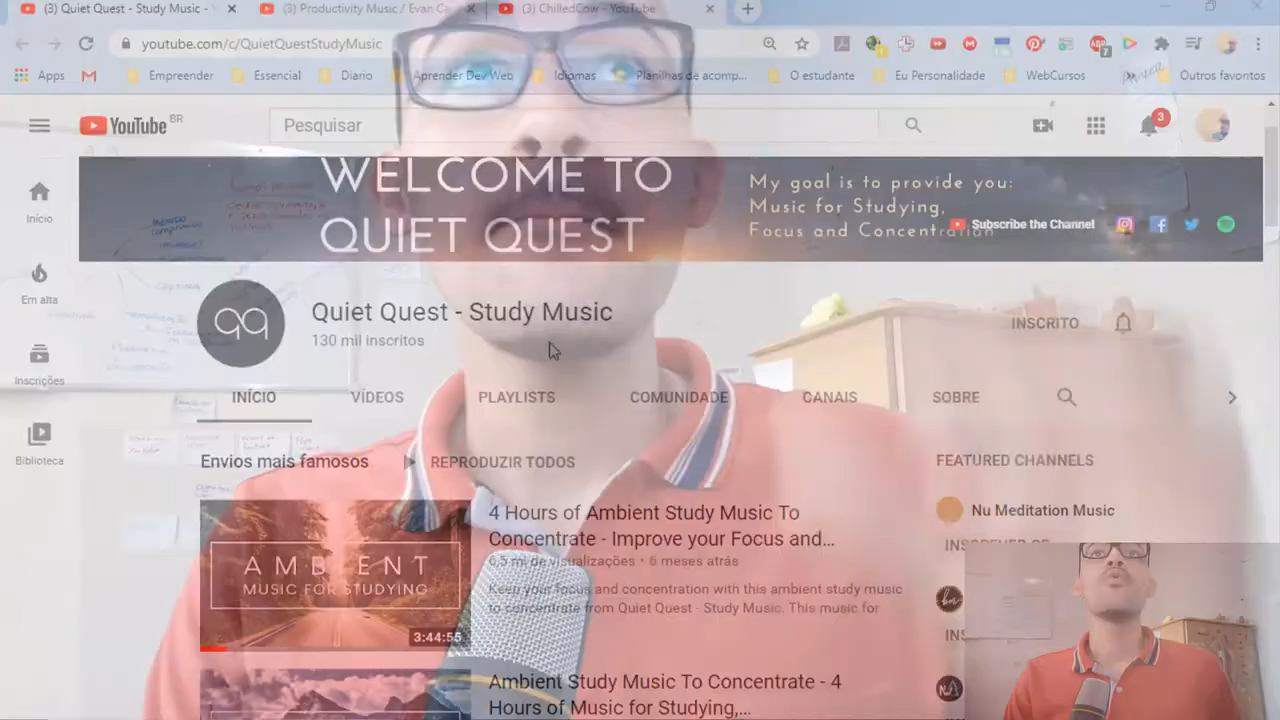 (3) Quiet Quest - Study Music -
(3) Productivity Music / Evan Ca
(3) ChilledCow - YouTube
youtube.com/c/QuietQuestStudyMusic
Apps
Empreender
Essencial
Diario
Aprender Dev Web
Idiomas
Planilhas de acomp...
O estudante
Eu Personalidade
WebCursos
Outros favoritos
YouTube BR
Pesquisar
3
WELCOME TO
QUIET QUEST
My goal is to provide you:
Music for Studying,
Focus and Concentration
Subscribe the Channel
Início
Em alta
Inscrições
Biblioteca
qq
Quiet Quest - Study Music
130 mil inscritos
INSCRITO
INÍCIO
VÍDEOS
PLAYLISTS
COMUNIDADE
CANAIS
SOBRE
Envios mais famosos
REPRODUZIR TODOS
FEATURED CHANNELS
AMBIENT
MUSIC FOR STUDYING
3:44:55
4 Hours of Ambient Study Music To
Concentrate - Improve your Focus and...
6,5 mi de visualizações • 6 meses atrás
Keep your focus and concentration with this ambient study music
to concentrate from Quiet Quest - Study Music. This music for
Nu Meditation Music
INSCREVER-SE
Ambient Study Music To Concentrate - 4
Hours of Music for Studying,...